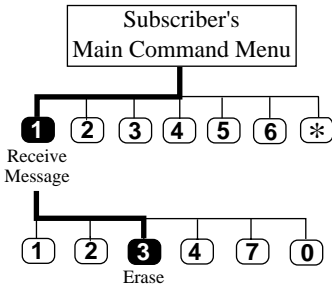 Subscriber's
Main Command Menu
1 2 3 4 5 6 *
Receive
Message
1 2 3 4 7 0
Erase